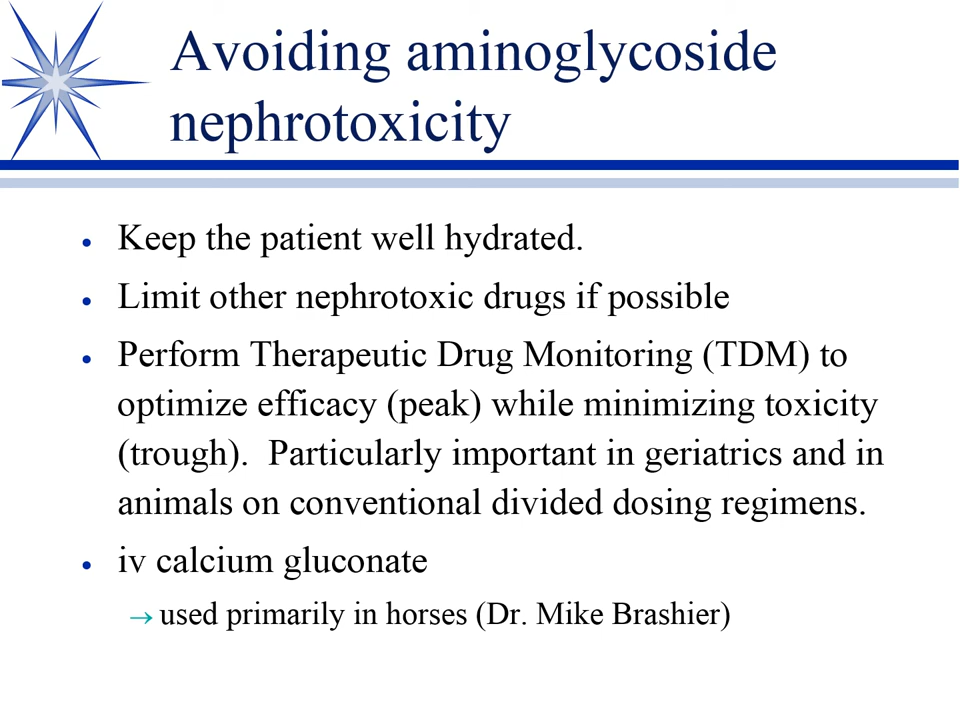 Avoiding aminoglycoside
nephrotoxicity
• Keep the patient well hydrated.
• Limit other nephrotoxic drugs if possible
• Perform Therapeutic Drug Monitoring (TDM) to
optimize efficacy (peak) while minimizing toxicity
(trough).  Particularly important in geriatrics and in
animals on conventional divided dosing regimens.
• iv calcium gluconate
→ used primarily in horses (Dr. Mike Brashier)